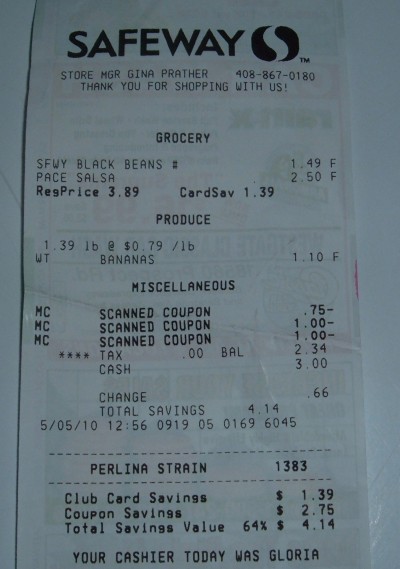 SAFEWAY TM
STORE MGR GINA PRATHER 408-867-0180
THANK YOU FOR SHOPPING WITH US!
GROCERY
SFWY BLACK BEANS # 1.49 F
PACE SALSA 2.50 F
RegPrice 3.89 CardSav 1.39
PRODUCE
1.39 lb @ $0.79 /lb
WT BANANAS 1.10 F
MISCELLANEOUS
MC SCANNED COUPON .75-
MC SCANNED COUPON 1.00-
MC SCANNED COUPON 1.00-
**** TAX .00 BAL 2.34
CASH 3.00
CHANGE .66
TOTAL SAVINGS 4.14
5/05/10 12:56 0919 05 0169 6045
PERLINA STRAIN 1383
Club Card Savings $ 1.39
Coupon Savings $ 2.75
Total Savings Value 64% $ 4.14
YOUR CASHIER TODAY WAS GLORIA